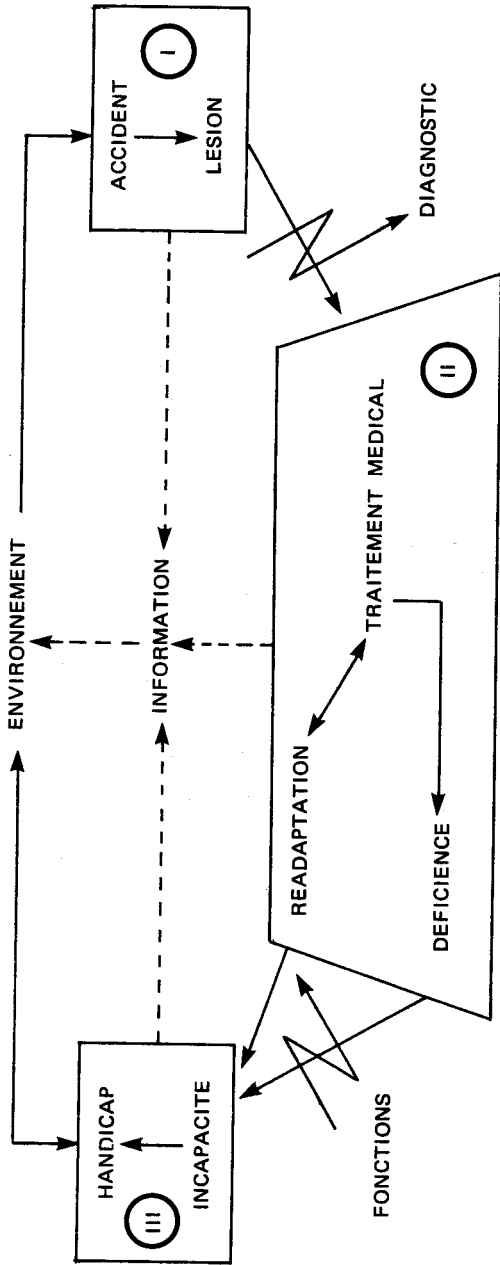 ENVIRONNEMENT
HANDICAP
INCAPACITE
III
INFORMATION
ACCIDENT
LESION
I
READAPTATION
TRAITEMENT MEDICAL
DEFICIENCE
II
FONCTIONS
DIAGNOSTIC